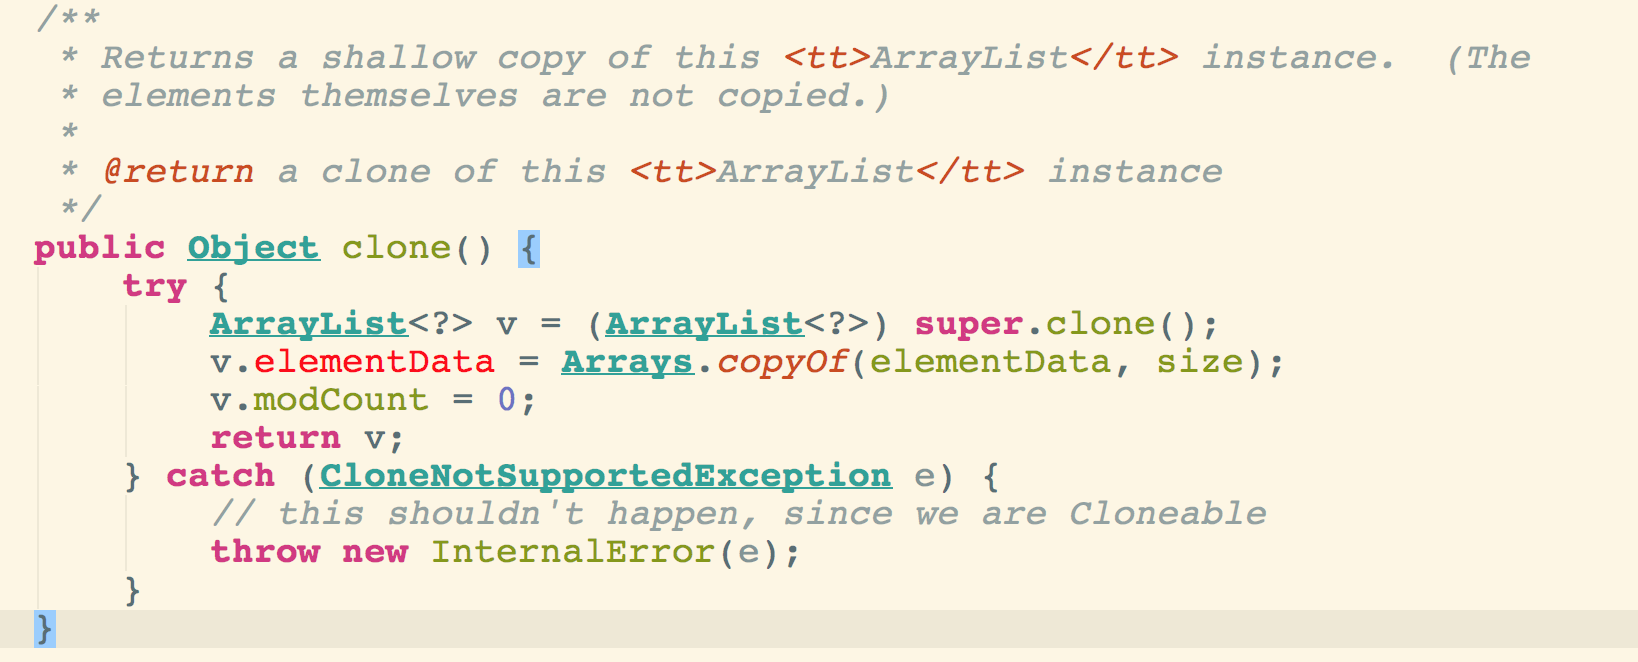 /**
 * Returns a shallow copy of this <tt>ArrayList</tt> instance.  (The
 * elements themselves are not copied.)
 *
 * @return a clone of this <tt>ArrayList</tt> instance
 */
public Object clone() {
    try {
        ArrayList<?> v = (ArrayList<?>) super.clone();
        v.elementData = Arrays.copyOf(elementData, size);
        v.modCount = 0;
        return v;
    } catch (CloneNotSupportedException e) {
        // this shouldn't happen, since we are Cloneable
        throw new InternalError(e);
    }
}